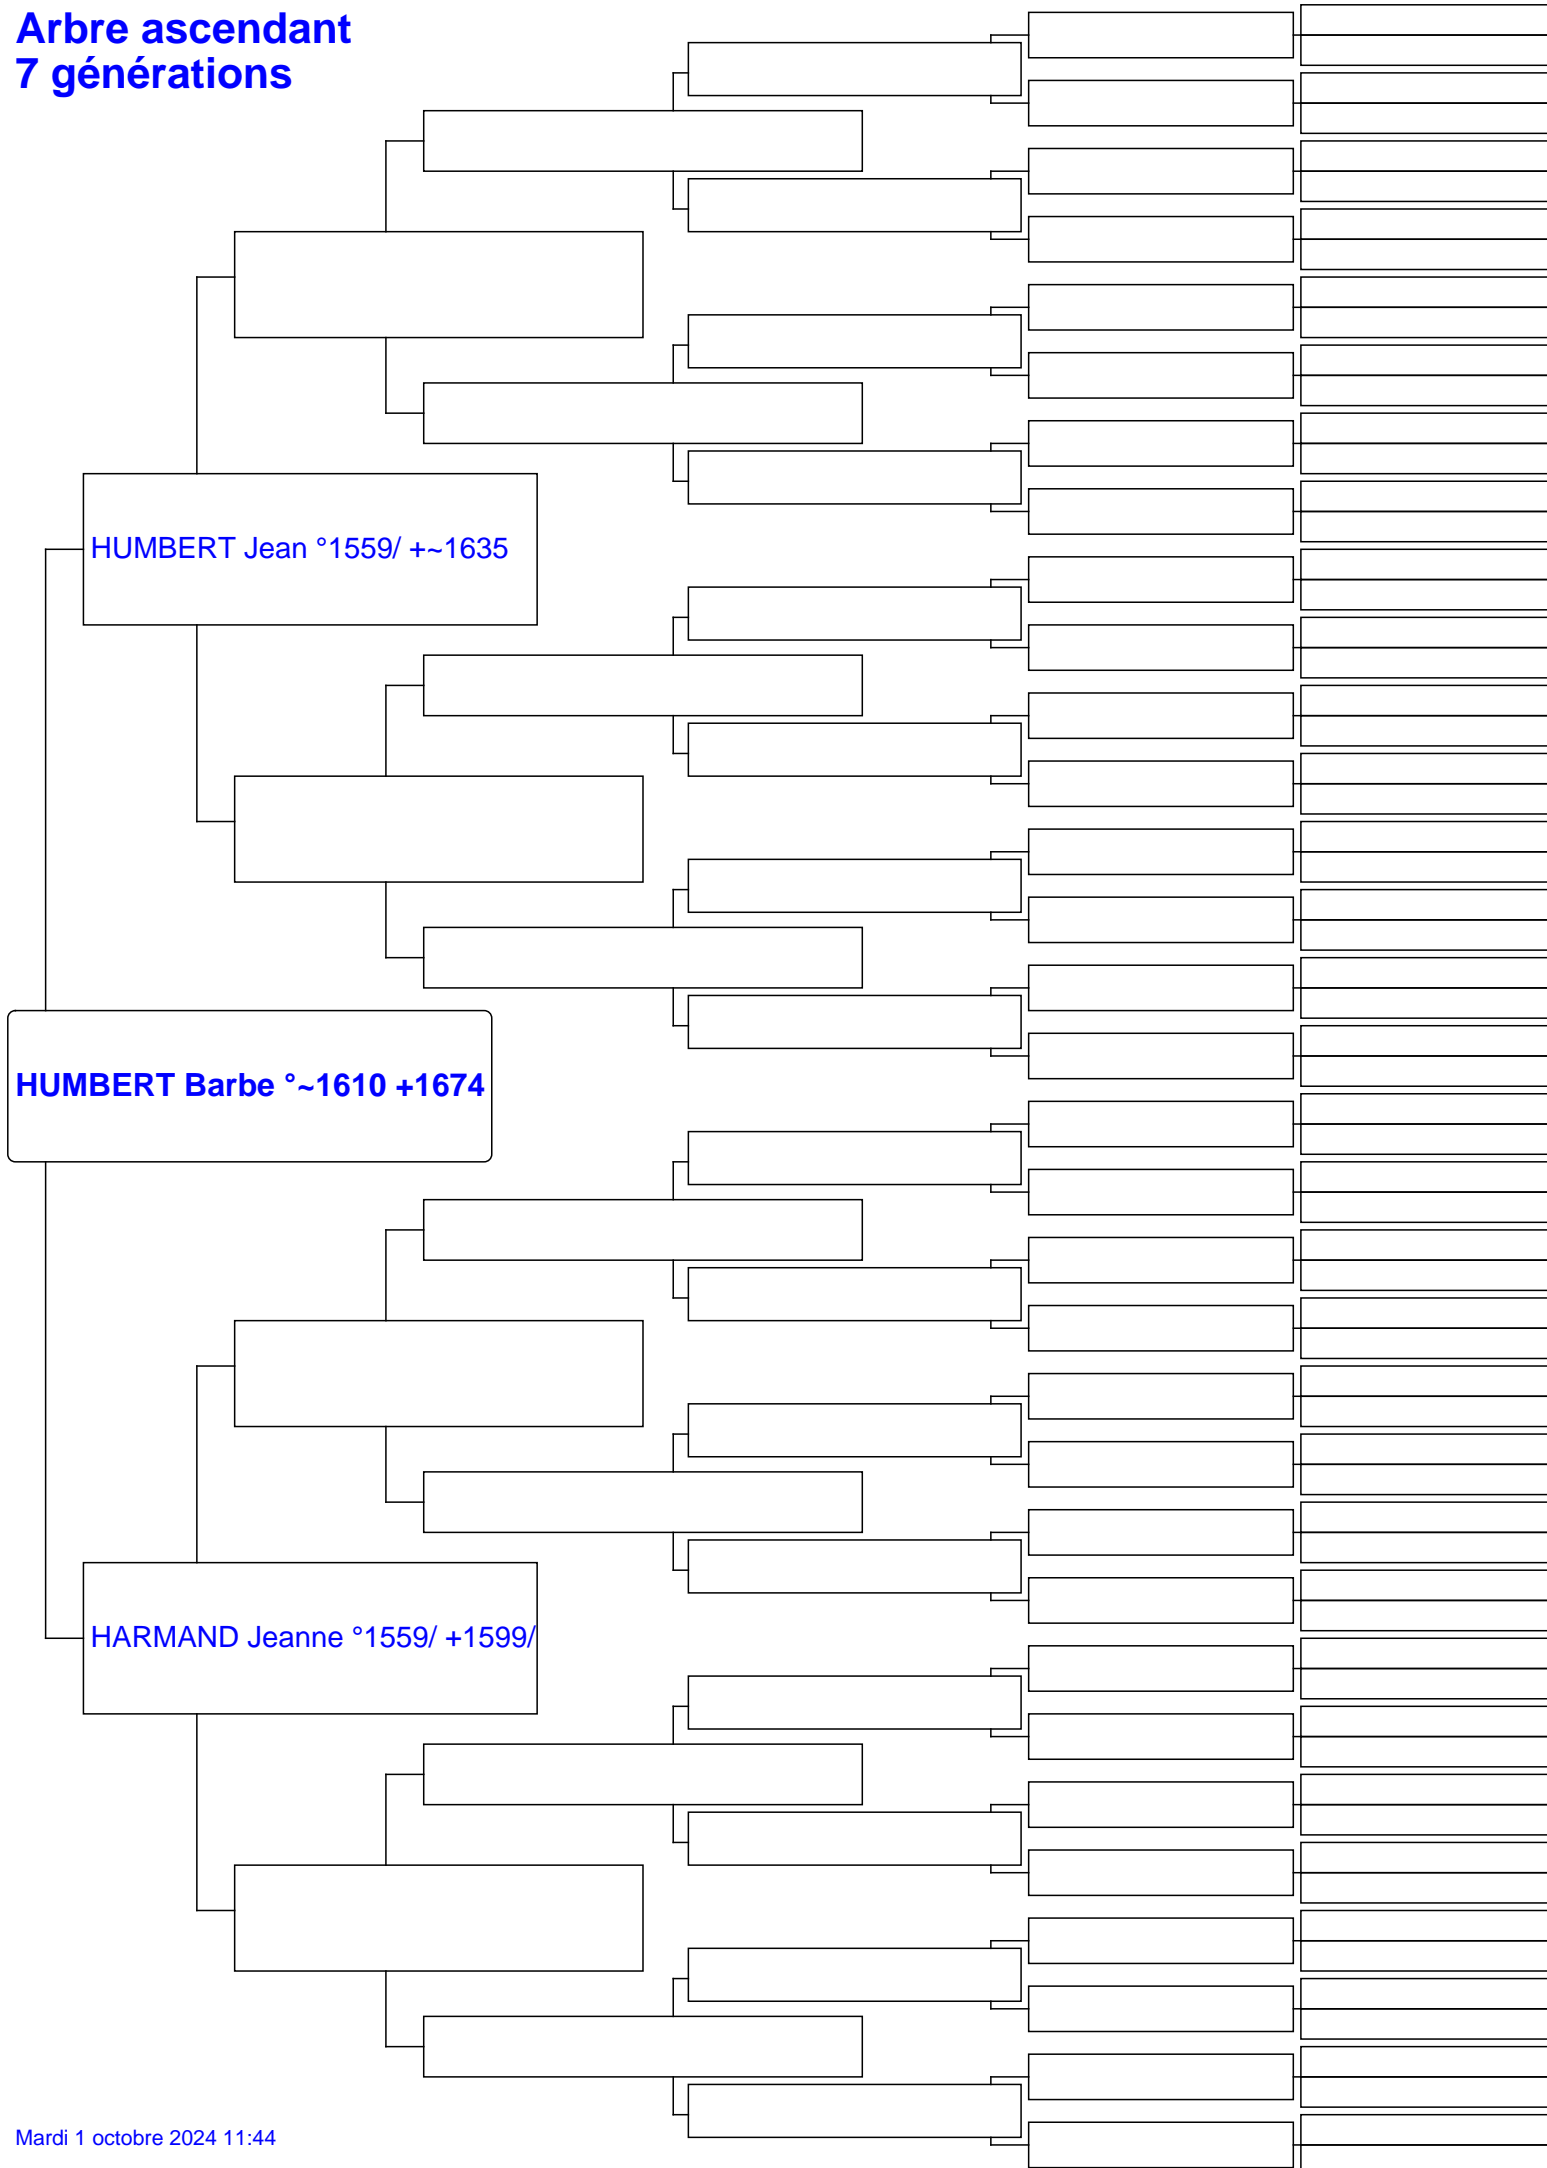 Arbre ascendant
7 générations
HUMBERT Jean °1559/ +~1635
HUMBERT Barbe °~1610 +1674
HARMAND Jeanne °1559/ +1599/
Mardi 1 octobre 2024 11:44